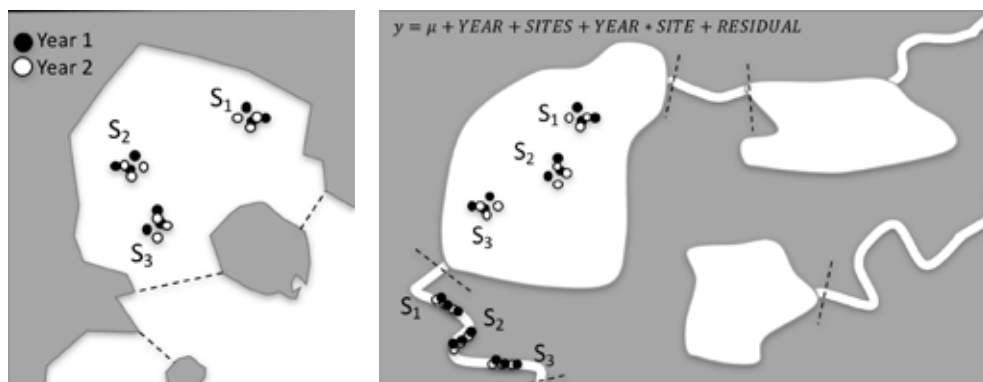 Year 1
Year 2
S₁
S₂
S₃
y = μ + YEAR + SITES + YEAR * SITE + RESIDUAL
S₁
S₂
S₃
S₁
S₂
S₃